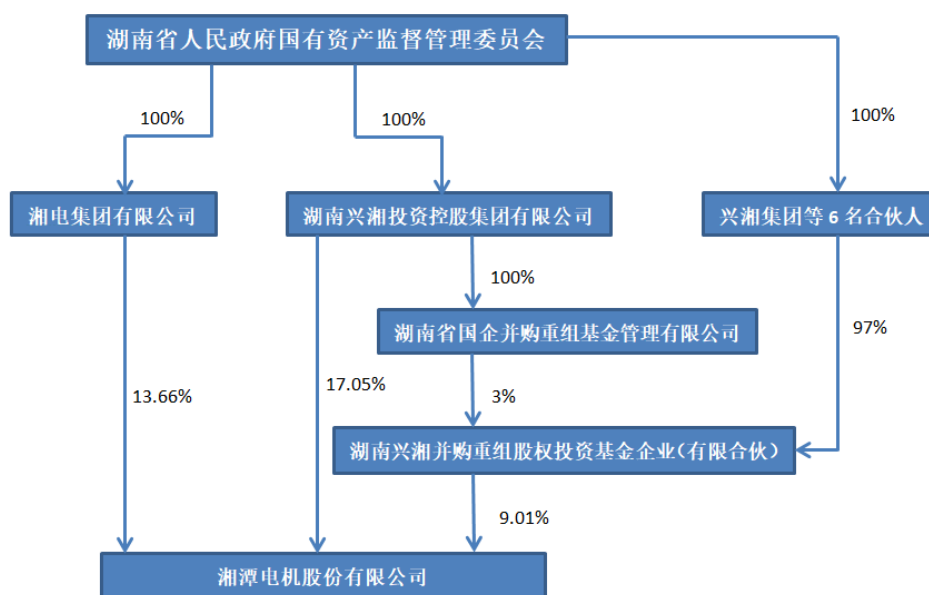 湖南省人民政府国有资产监督管理委员会
100%
100%
100%
湘电集团有限公司
湖南兴湘投资控股集团有限公司
兴湘集团等 6 名合伙人
100%
湖南省国企并购重组基金管理有限公司
97%
13.66%
17.05%
3%
湖南兴湘并购重组股权投资基金企业（有限合伙）
9.01%
湘潭电机股份有限公司